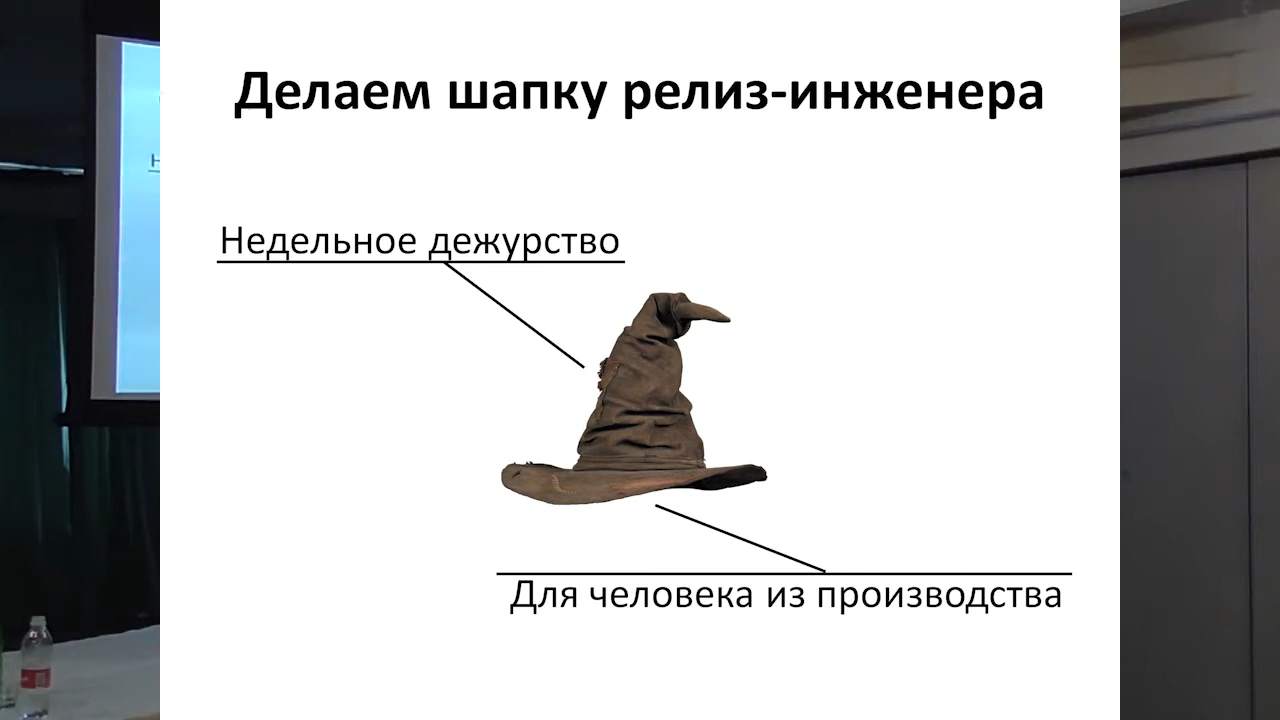 Делаем шапку релиз-инженера
Недельное дежурство
Для человека из производства